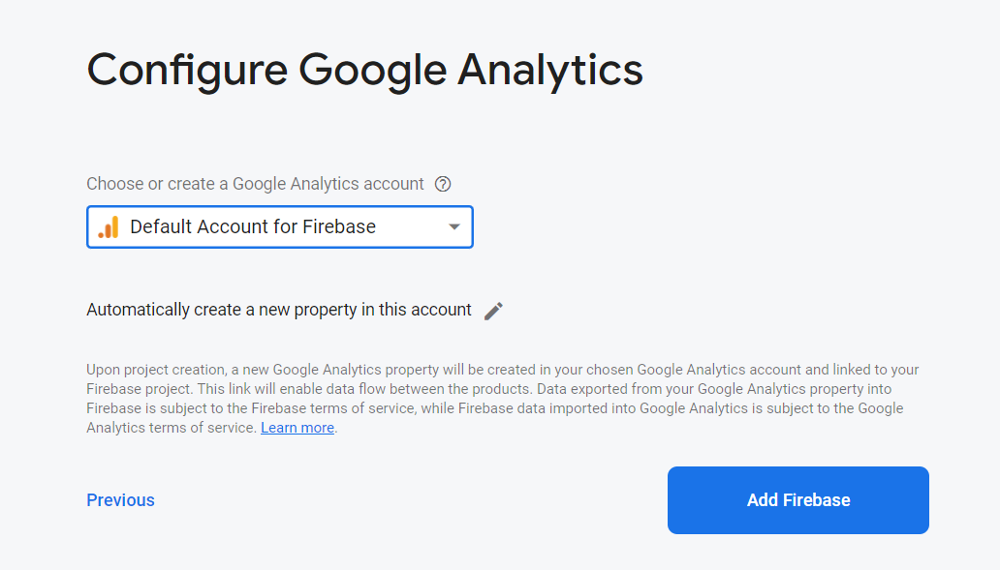 Configure Google Analytics
Choose or create a Google Analytics account ?
Default Account for Firebase
Automatically create a new property in this account
Upon project creation, a new Google Analytics property will be created in your chosen Google Analytics account and linked to your
Firebase project. This link will enable data flow between the products. Data exported from your Google Analytics property into
Firebase is subject to the Firebase terms of service, while Firebase data imported into Google Analytics is subject to the Google
Analytics terms of service. Learn more.
Previous
Add Firebase